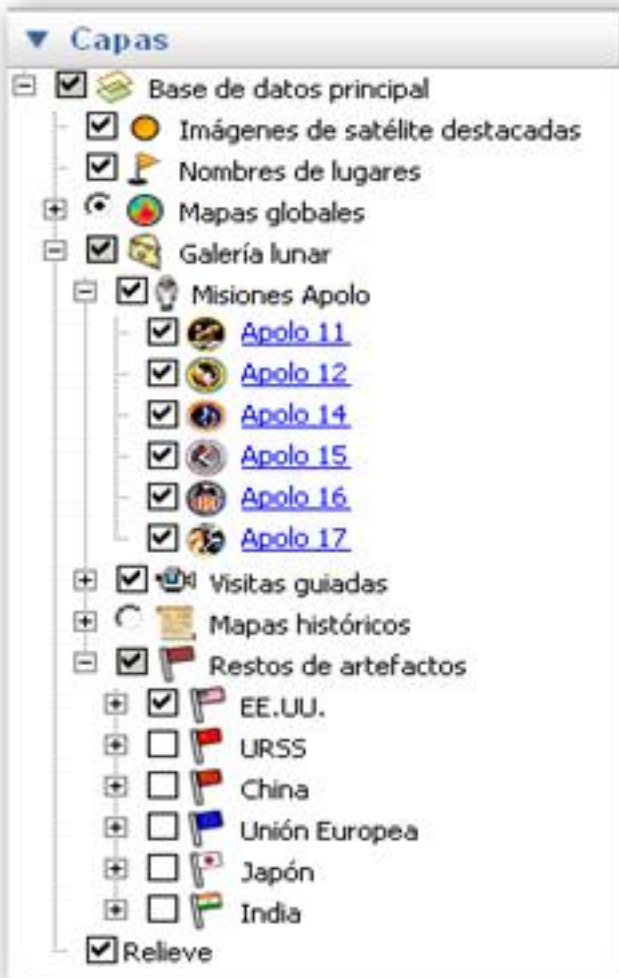 Capas
Base de datos principal
Imágenes de satélite destacadas
Nombres de lugares
Mapas globales
Galería lunar
Misiones Apolo
Apolo 11
Apolo 12
Apolo 14
Apolo 15
Apolo 16
Apolo 17
Visitas guiadas
Mapas históricos
Restos de artefactos
EE.UU.
URSS
China
Unión Europea
Japón
India
Relieve